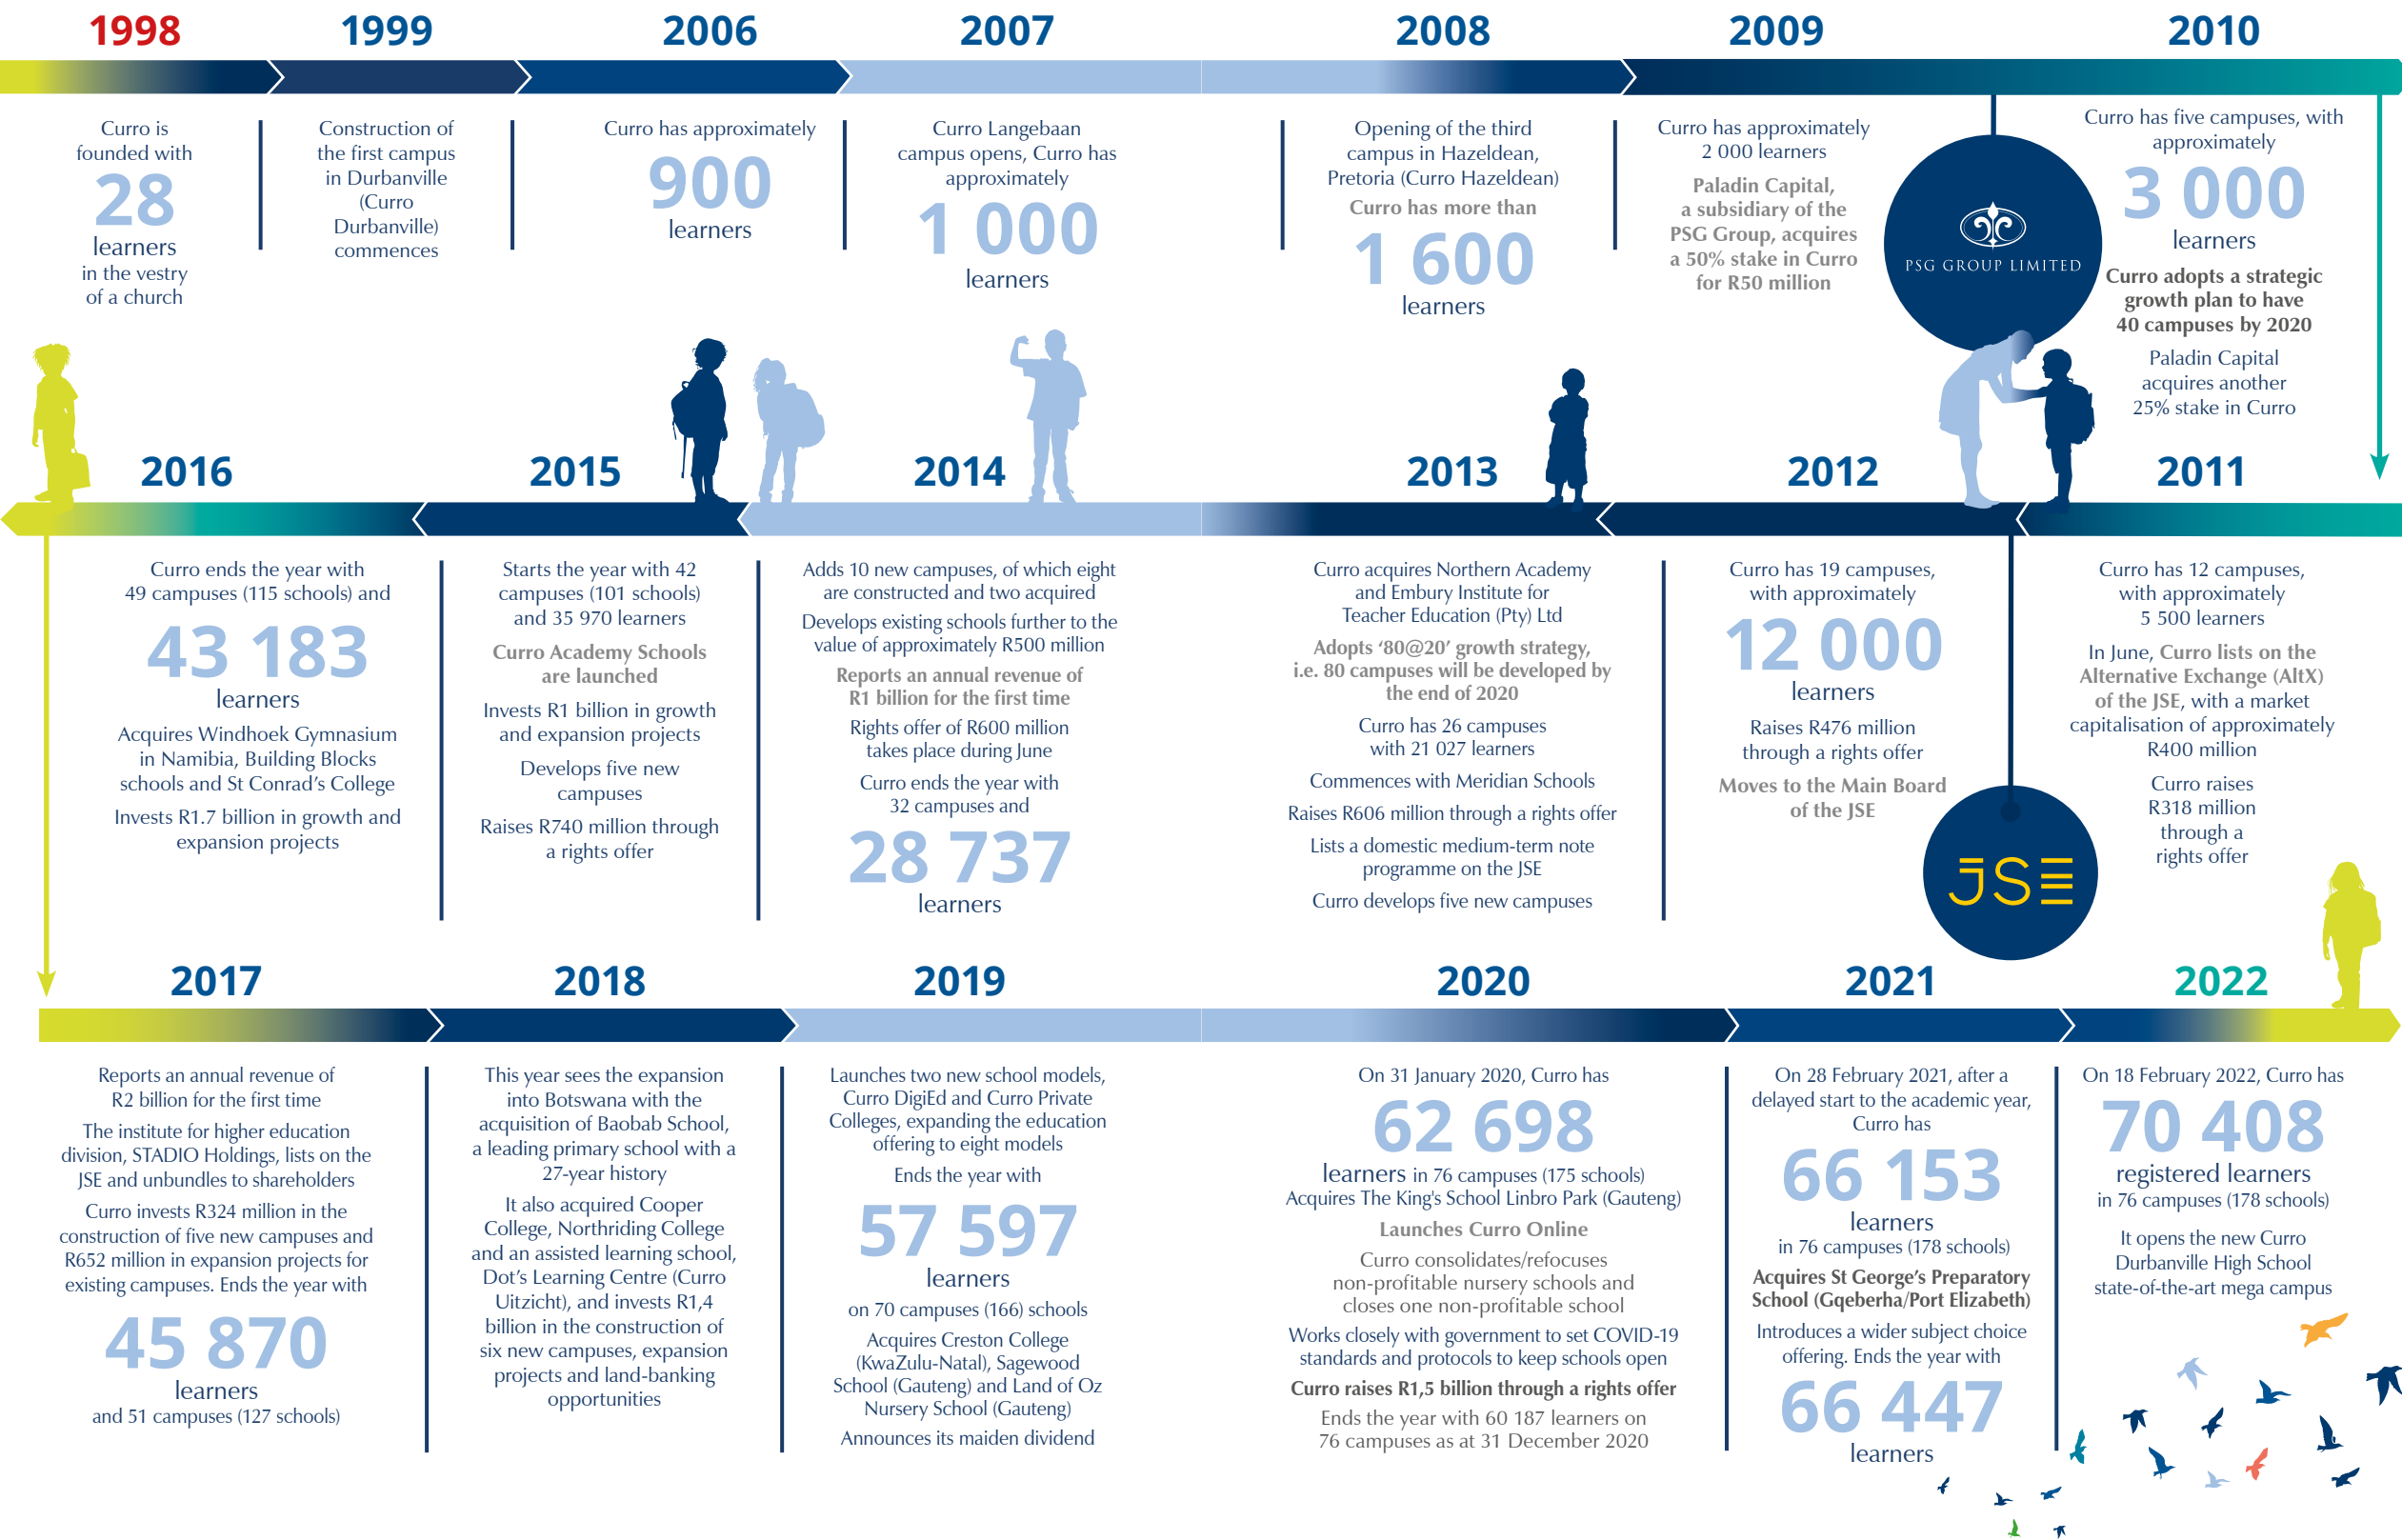 1998
Curro is
founded with
28
learners
in the vestry
of a church
1999
Construction of
the first campus
in Durbanville
(Curro
Durbanville)
commences
2006
Curro has approximately
900
learners
2007
Curro Langebaan
campus opens, Curro has
approximately
1 000
learners
2008
Opening of the third
campus in Hazeldean,
Pretoria (Curro Hazeldean)
Curro has more than
1 600
learners
2009
Curro has approximately
2 000 learners
Paladin Capital,
a subsidiary of the
PSG Group, acquires
a 50% stake in Curro
for R50 million
PSG GROUP LIMITED
2010
Curro has five campuses, with
approximately
3 000
learners
Curro adopts a strategic
growth plan to have
40 campuses by 2020
Paladin Capital
acquires another
25% stake in Curro
2011
Curro has 12 campuses,
with approximately
5 500 learners
In June, Curro lists on the
Alternative Exchange (AltX)
of the JSE, with a market
capitalisation of approximately
R400 million
Curro raises
R318 million
through a
rights offer
2012
Curro has 19 campuses,
with approximately
12 000
learners
Raises R476 million
through a rights offer
Moves to the Main Board
of the JSE
JSE
2013
Curro acquires Northern Academy
and Embury Institute for
Teacher Education (Pty) Ltd
Adopts ‘80@20’ growth strategy,
i.e. 80 campuses will be developed by
the end of 2020
Curro has 26 campuses
with 21 027 learners
Commences with Meridian Schools
Raises R606 million through a rights offer
Lists a domestic medium-term note
programme on the JSE
Curro develops five new campuses
2014
Adds 10 new campuses, of which eight
are constructed and two acquired
Develops existing schools further to the
value of approximately R500 million
Reports an annual revenue of
R1 billion for the first time
Rights offer of R600 million
takes place during June
Curro ends the year with
32 campuses and
28 737
learners
2015
Starts the year with 42
campuses (101 schools)
and 35 970 learners
Curro Academy Schools
are launched
Invests R1 billion in growth
and expansion projects
Develops five new
campuses
Raises R740 million through
a rights offer
2016
Curro ends the year with
49 campuses (115 schools) and
43 183
learners
Acquires Windhoek Gymnasium
in Namibia, Building Blocks
schools and St Conrad’s College
Invests R1.7 billion in growth and
expansion projects
2017
Reports an annual revenue of
R2 billion for the first time
The institute for higher education
division, STADIO Holdings, lists on the
JSE and unbundles to shareholders
Curro invests R324 million in the
construction of five new campuses and
R652 million in expansion projects for
existing campuses. Ends the year with
45 870
learners
and 51 campuses (127 schools)
2018
This year sees the expansion
into Botswana with the
acquisition of Baobab School,
a leading primary school with a
27-year history
It also acquired Cooper
College, Northriding College
and an assisted learning school,
Dot’s Learning Centre (Curro
Uitzicht), and invests R1,4
billion in the construction of
six new campuses, expansion
projects and land-banking
opportunities
2019
Launches two new school models,
Curro DigiEd and Curro Private
Colleges, expanding the education
offering to eight models
Ends the year with
57 597
learners
on 70 campuses (166) schools
Acquires Creston College
(KwaZulu-Natal), Sagewood
School (Gauteng) and Land of Oz
Nursery School (Gauteng)
Announces its maiden dividend
2020
On 31 January 2020, Curro has
62 698
learners in 76 campuses (175 schools)
Acquires The King's School Linbro Park (Gauteng)
Launches Curro Online
Curro consolidates/refocuses
non-profitable nursery schools and
closes one non-profitable school
Works closely with government to set COVID-19
standards and protocols to keep schools open
Curro raises R1,5 billion through a rights offer
Ends the year with 60 187 learners on
76 campuses as at 31 December 2020
2021
On 28 February 2021, after a
delayed start to the academic year,
Curro has
66 153
learners
in 76 campuses (178 schools)
Acquires St George’s Preparatory
School (Gqeberha/Port Elizabeth)
Introduces a wider subject choice
offering. Ends the year with
66 447
learners
2022
On 18 February 2022, Curro has
70 408
registered learners
in 76 campuses (178 schools)
It opens the new Curro
Durbanville High School
state-of-the-art mega campus